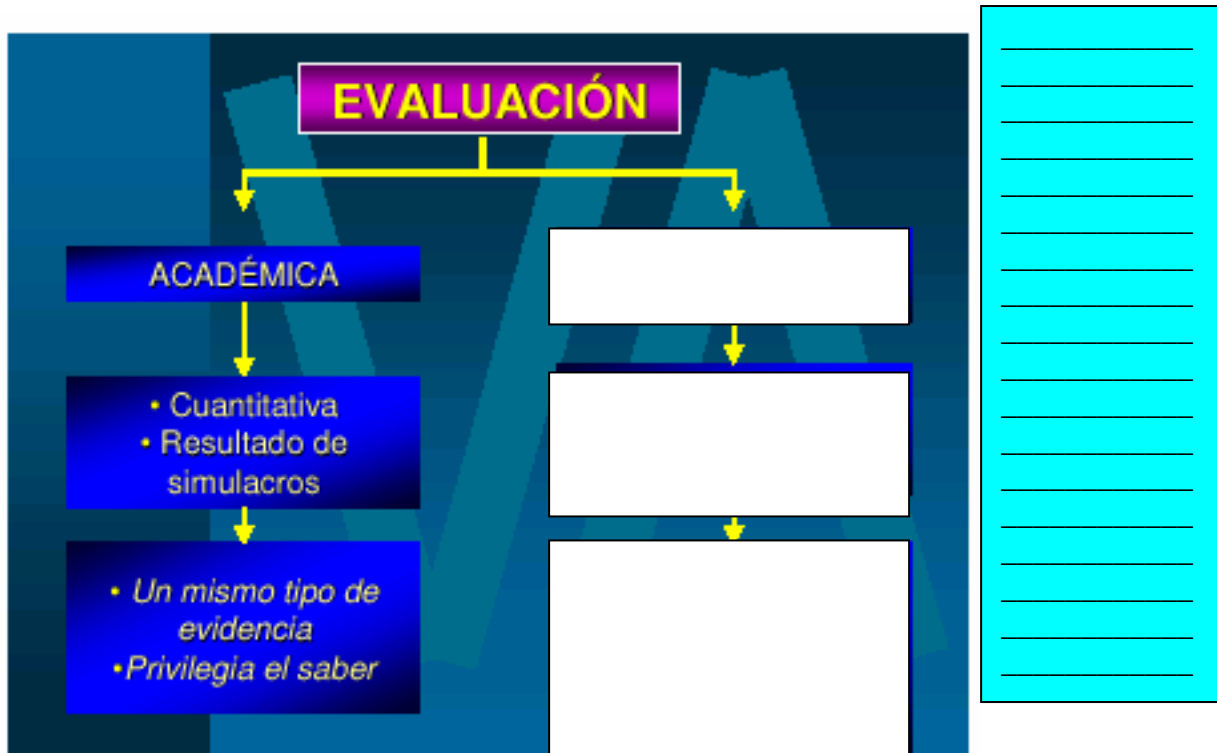 EVALUACIÓN
ACADÉMICA
• Cuantitativa
• Resultado de
simulacros
• Un mismo tipo de
evidencia
•Privilegia el saber